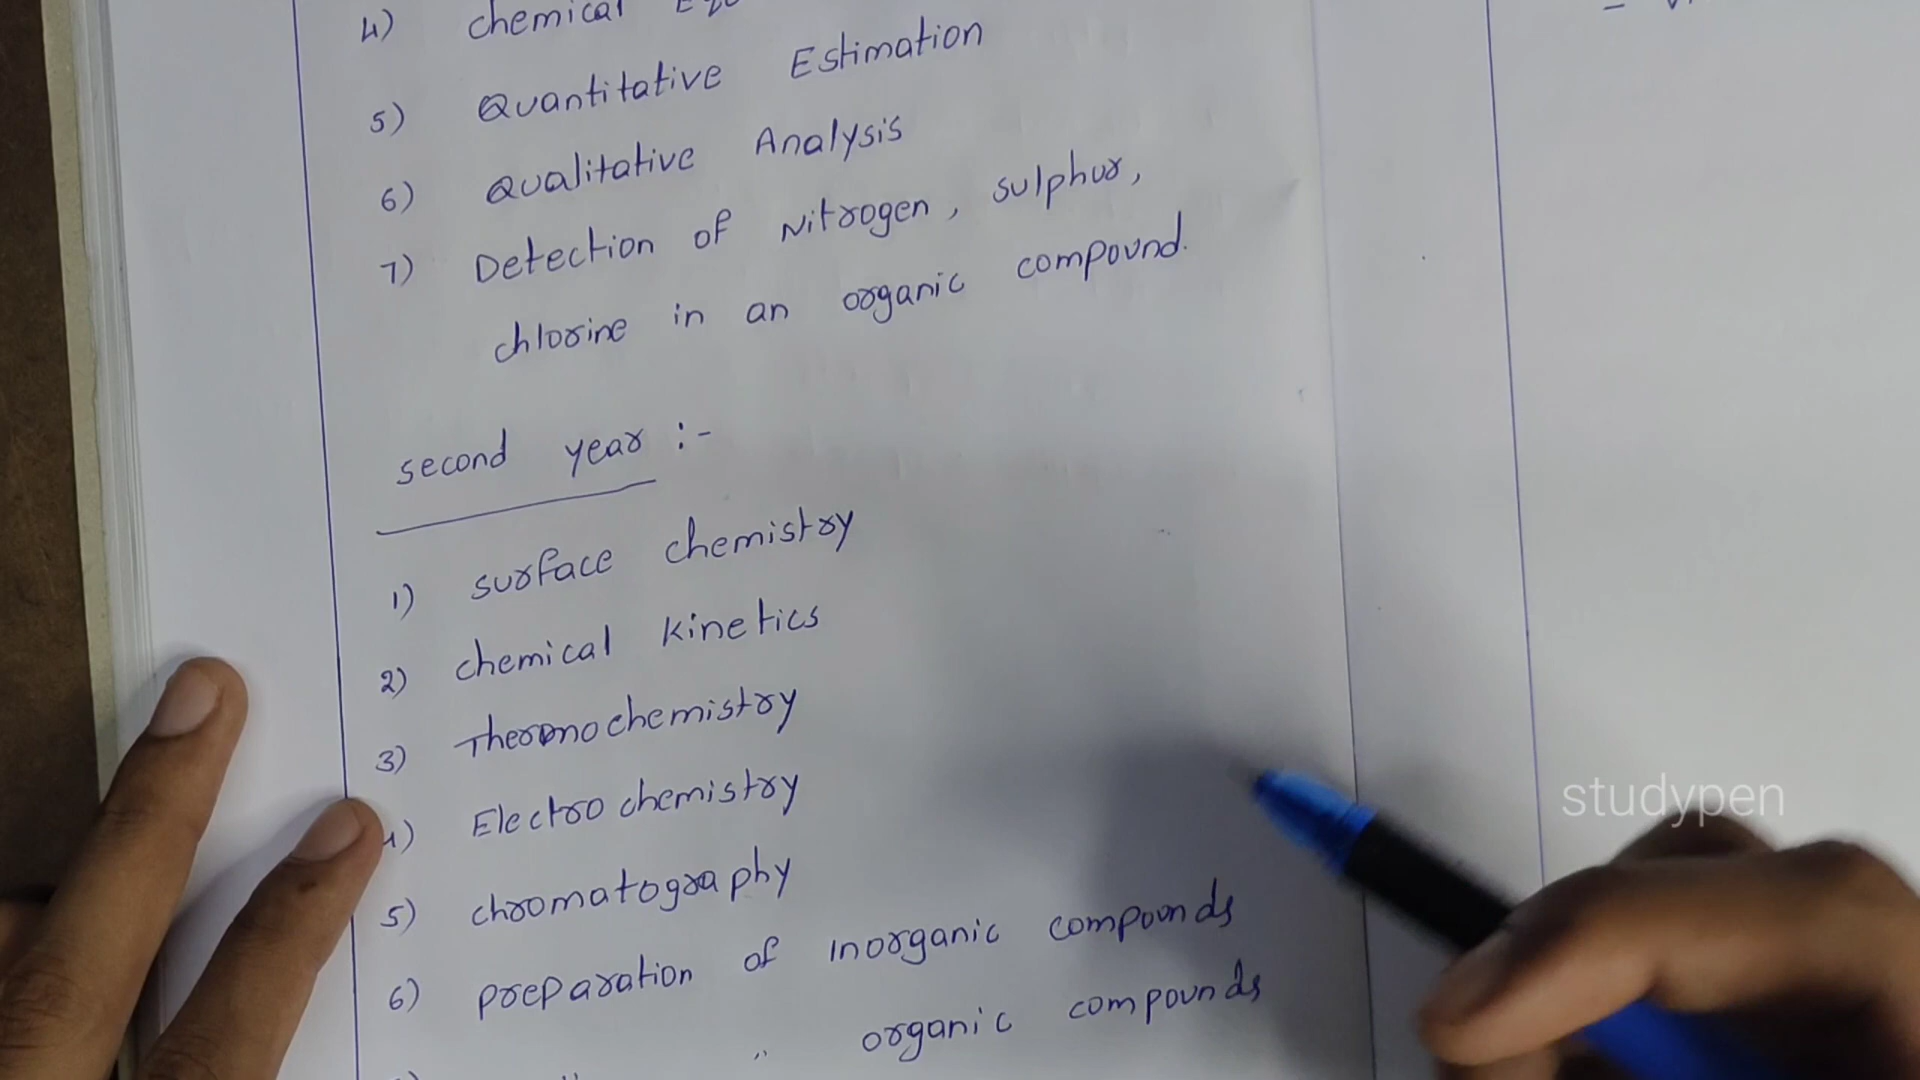 4) chemical
5) Quantitative Estimation
6) Qualitative Analysis
7) Detection of Nitrogen, sulphur,
chlorine in an organic compound.
second year :-
1) surface chemistry
2) chemical kinetics
3) Thermochemistry
4) Electro chemistry
5) chromatography
6) preparation of inorganic compounds
" organic compounds
studypen